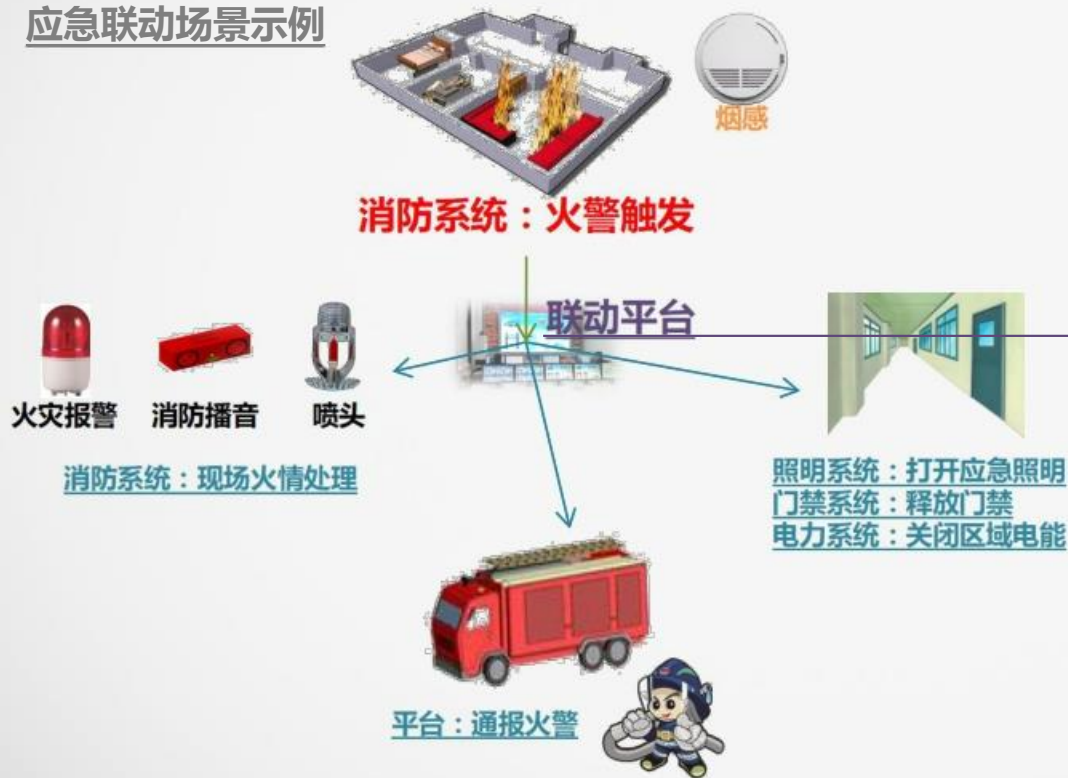 应急联动场景示例
烟感
消防系统：火警触发
联动平台
火灾报警
消防播音
喷头
消防系统：现场火情处理
照明系统：打开应急照明
门禁系统：释放门禁
电力系统：关闭区域电能
平台：通报火警